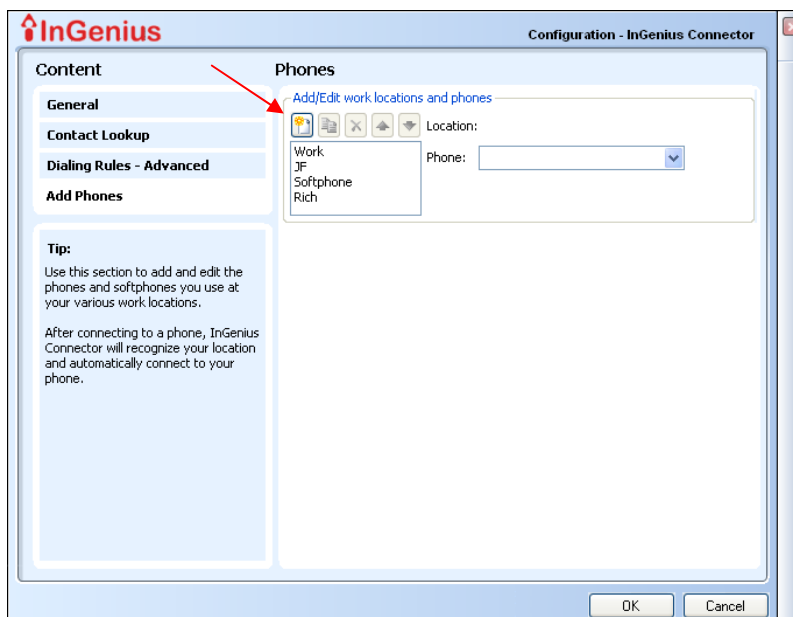 InGenius
Configuration - InGenius Connector
Content
General
Contact Lookup
Dialing Rules - Advanced
Add Phones
Tip:
Use this section to add and edit the
phones and softphones you use at
your various work locations.
After connecting to a phone, InGenius
Connector will recognize your location
and automatically connect to your
phone.
Phones
Add/Edit work locations and phones
Location:
Work
JF
Softphone
Rich
Phone:
OK
Cancel